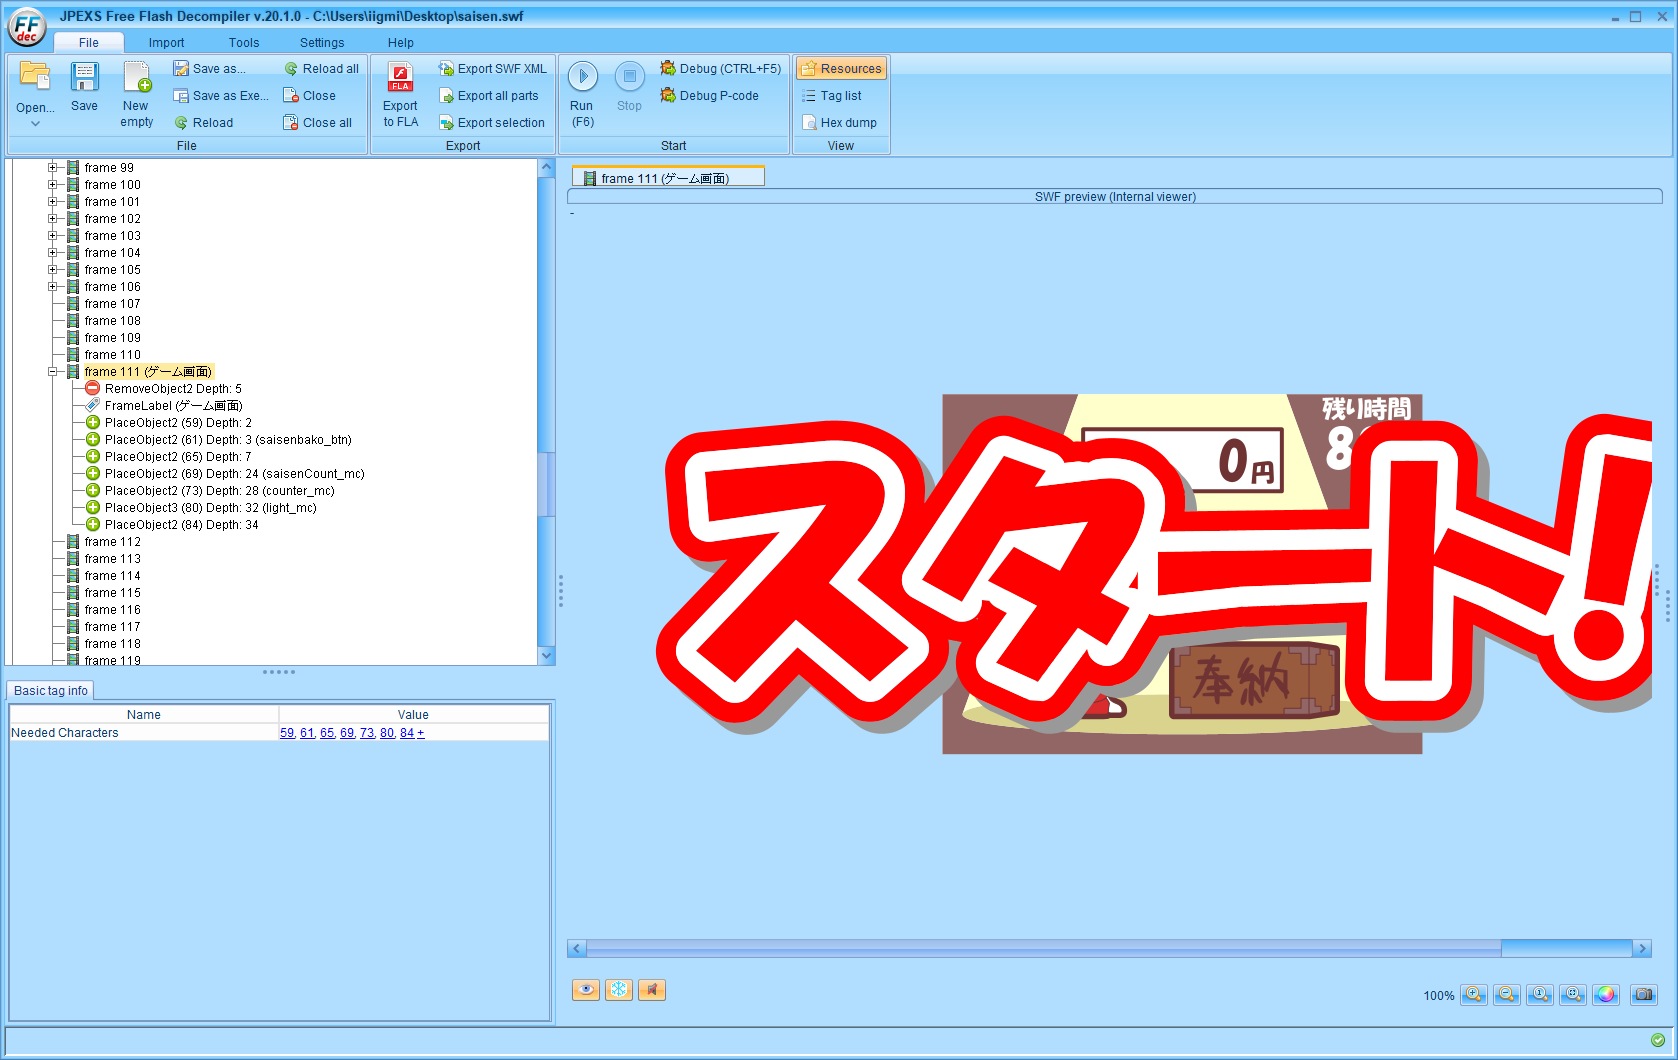 JPEXS Free Flash Decompiler v.20.1.0 - C:\Users\iigmi\Desktop\saisen.swf
FF
dec
File
Import
Tools
Settings
Help
Open...
Save
New
empty
Save as...
Save as Exe...
Reload
Reload all
Close
Close all
File
FLA
Export
to FLA
Export SWF XML
Export all parts
Export selection
Export
Run
(F6)
Stop
Debug (CTRL+F5)
Debug P-code
Start
Resources
Tag list
Hex dump
View
frame 99
frame 100
frame 101
frame 102
frame 103
frame 104
frame 105
frame 106
frame 107
frame 108
frame 109
frame 110
frame 111 (ゲーム画面)
RemoveObject2 Depth: 5
FrameLabel (ゲーム画面)
PlaceObject2 (59) Depth: 2
PlaceObject2 (61) Depth: 3 (saisenbako_btn)
PlaceObject2 (65) Depth: 7
PlaceObject2 (69) Depth: 24 (saisenCount_mc)
PlaceObject2 (73) Depth: 28 (counter_mc)
PlaceObject3 (80) Depth: 32 (light_mc)
PlaceObject2 (84) Depth: 34
frame 112
frame 113
frame 114
frame 115
frame 116
frame 117
frame 118
frame 119
Basic tag info
Name Value
Needed Characters 59, 61, 65, 69, 73, 80, 84 +
frame 111 (ゲーム画面)
SWF preview (Internal viewer)
-
残り時間
8
0円
スタート!
奉納
100%